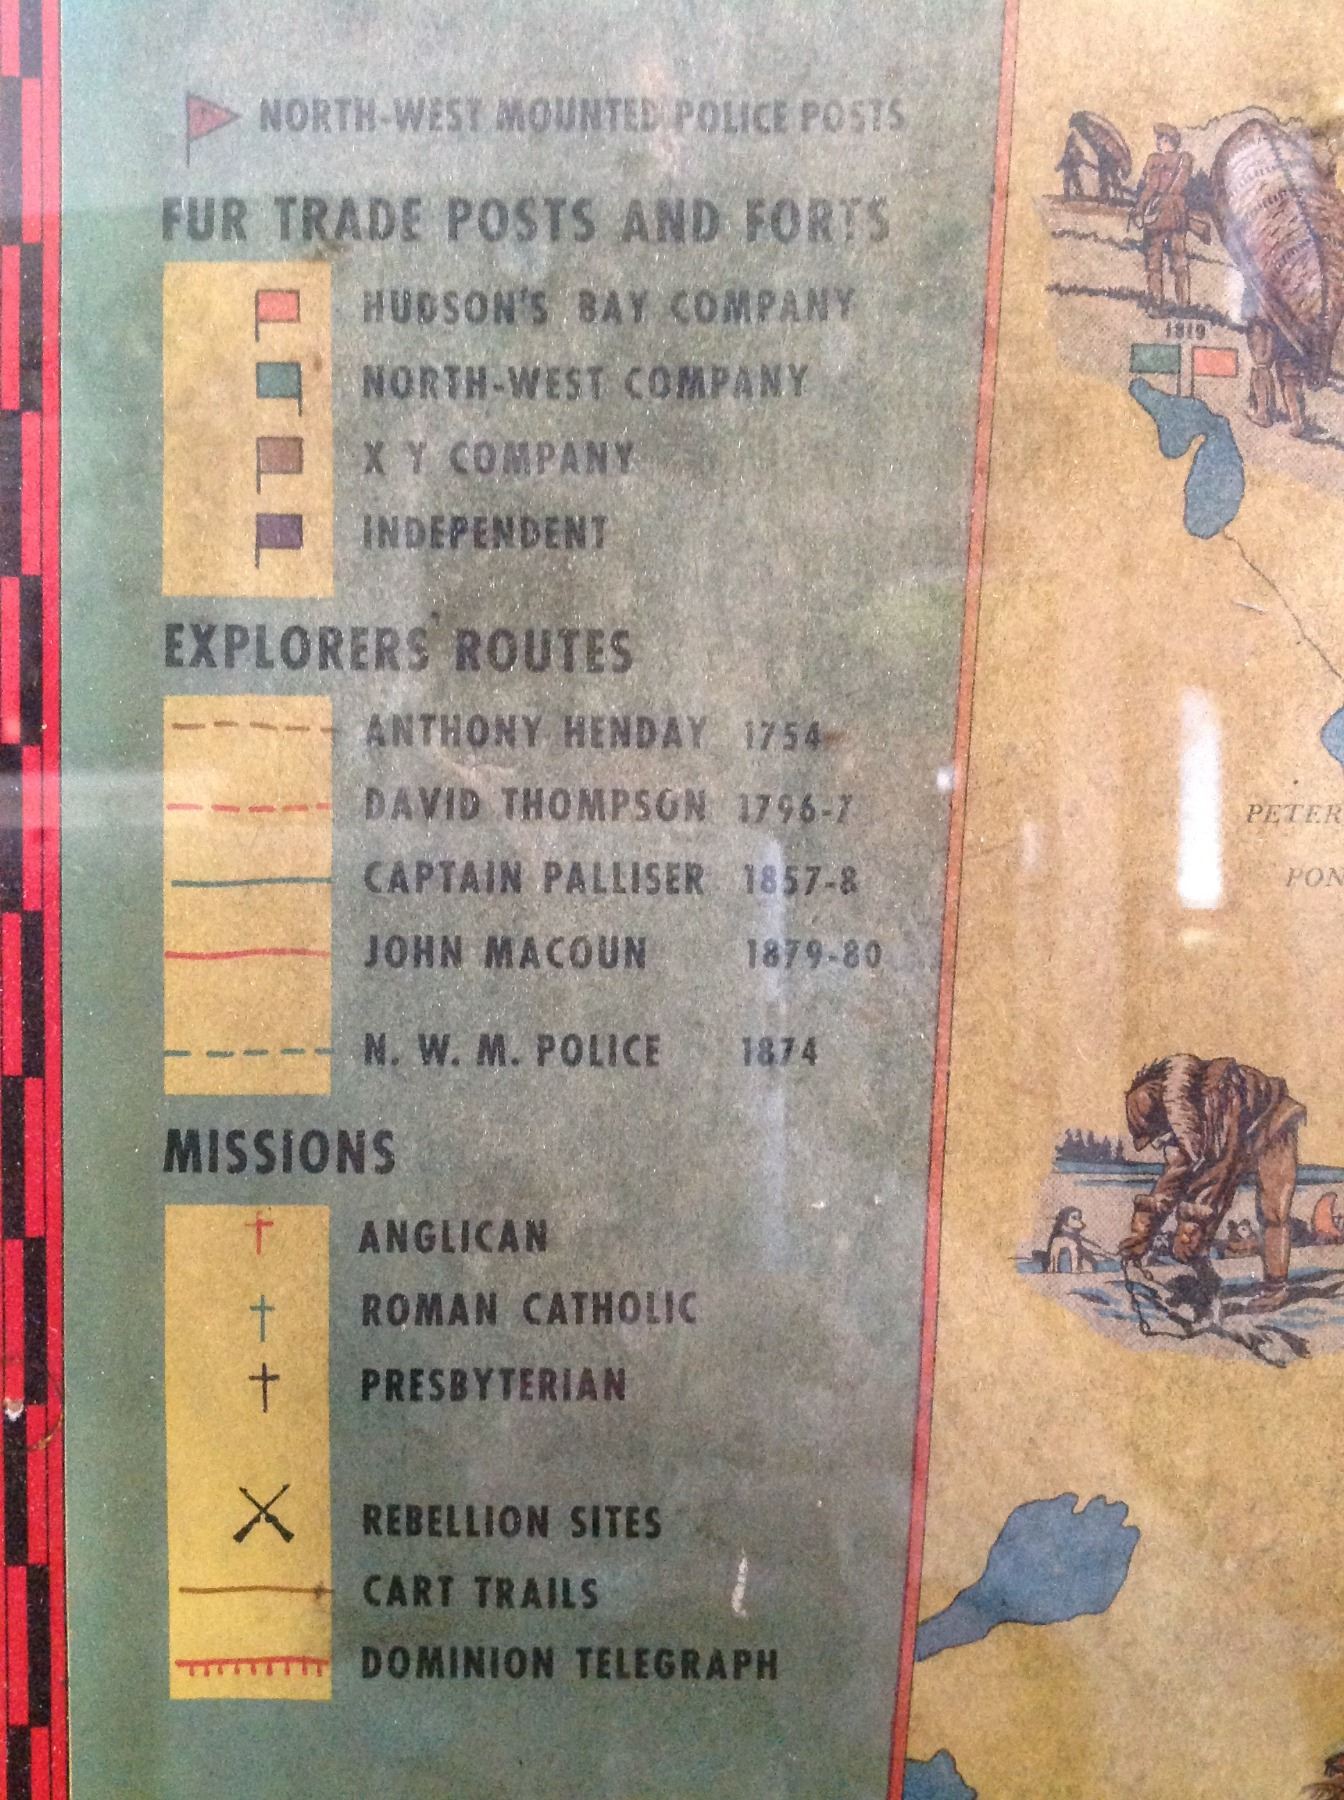 NORTH-WEST MOUNTED POLICE POSTS
FUR TRADE POSTS AND FORTS
HUDSON'S BAY COMPANY
NORTH-WEST COMPANY
X Y COMPANY
INDEPENDENT
EXPLORERS' ROUTES
ANTHONY HENDAY 1754
DAVID THOMPSON 1796-7
CAPTAIN PALLISER 1857-8
JOHN MACOUN 1879-80
N. W. M. POLICE 1874
MISSIONS
ANGLICAN
ROMAN CATHOLIC
PRESBYTERIAN
REBELLION SITES
CART TRAILS
DOMINION TELEGRAPH
1819
PETER
PON